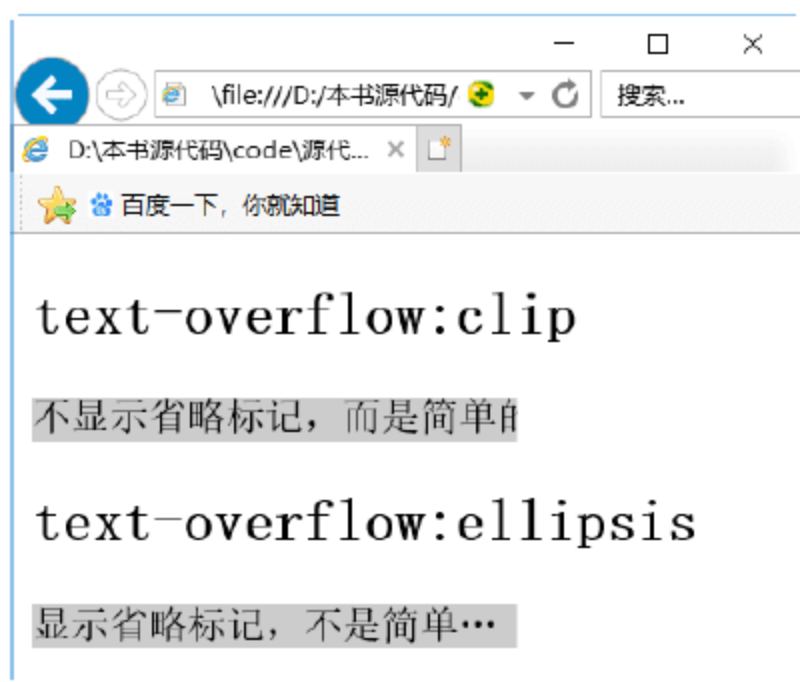 \file:///D:/本书源代码/
搜索...
D:\本书源代码\code\源代...
百度一下，你就知道
text-overflow:clip
不显示省略标记，而是简单的
text-overflow:ellipsis
显示省略标记，不是简单…